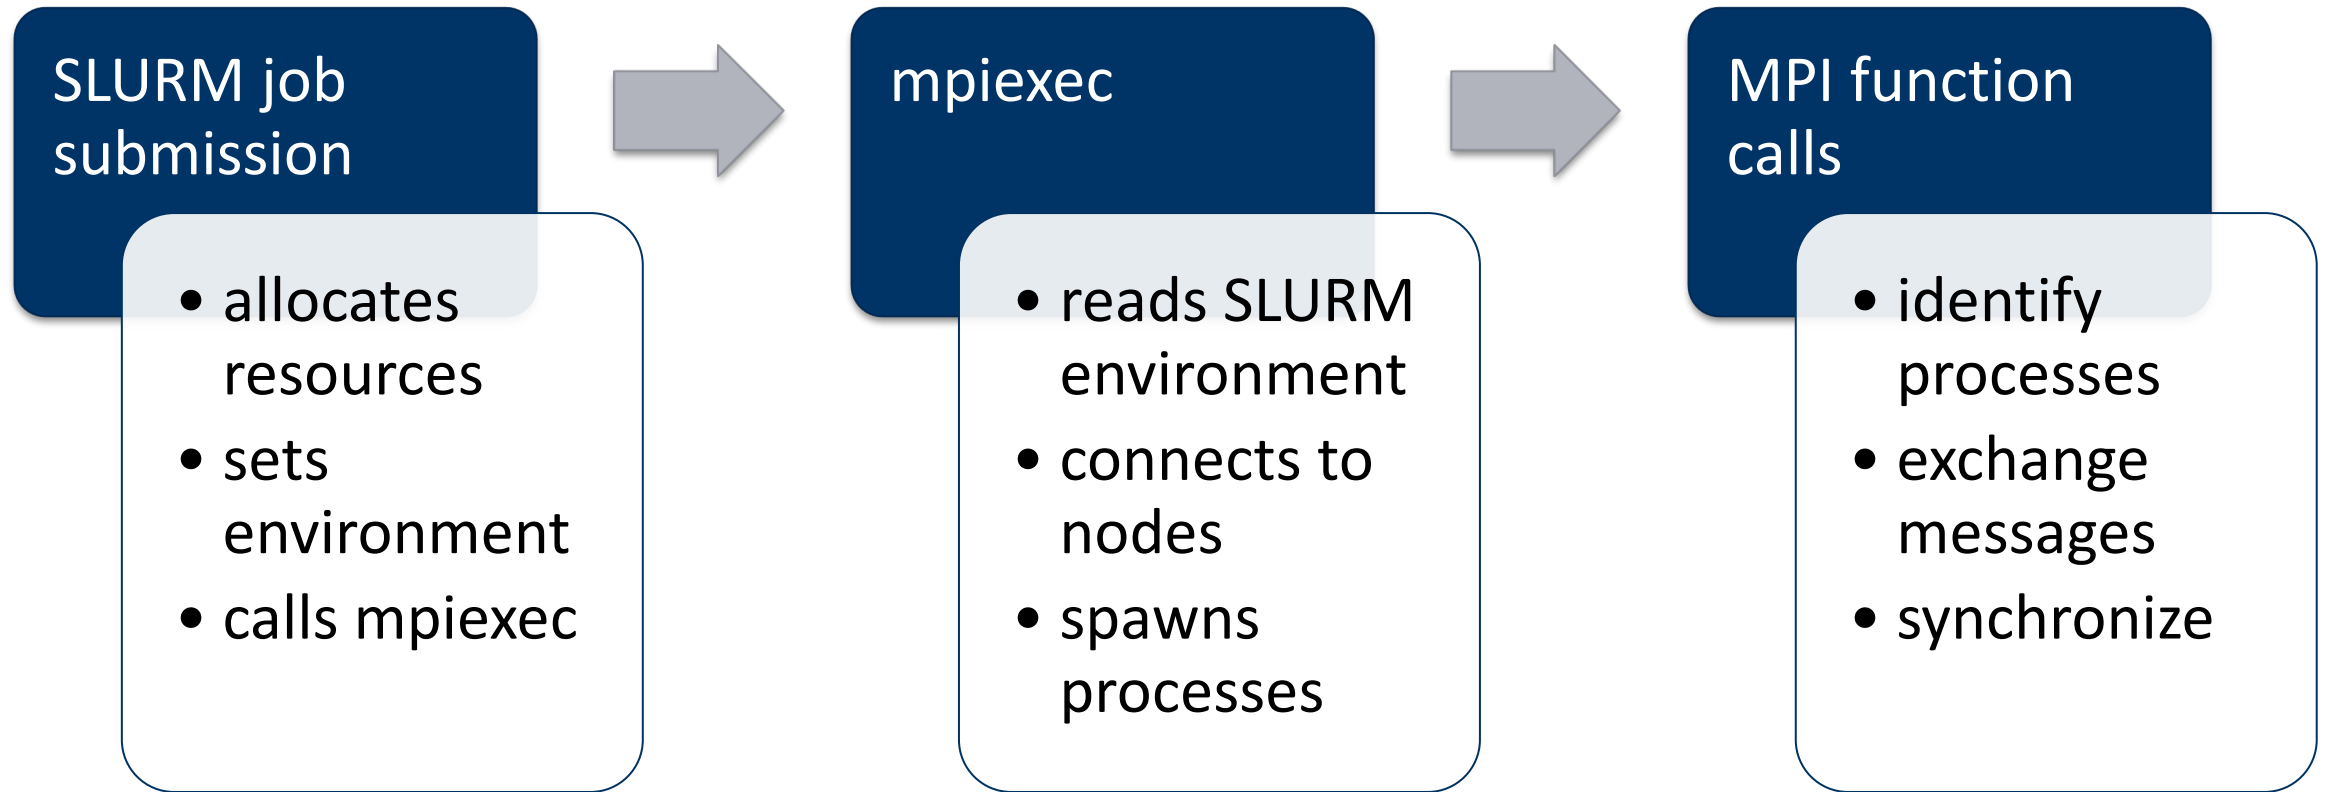 SLURM job
submission
• allocates
resources
• sets
environment
• calls mpiexec
mpiexec
• reads SLURM
environment
• connects to
nodes
• spawns
processes
MPI function
calls
• identify
processes
• exchange
messages
• synchronize